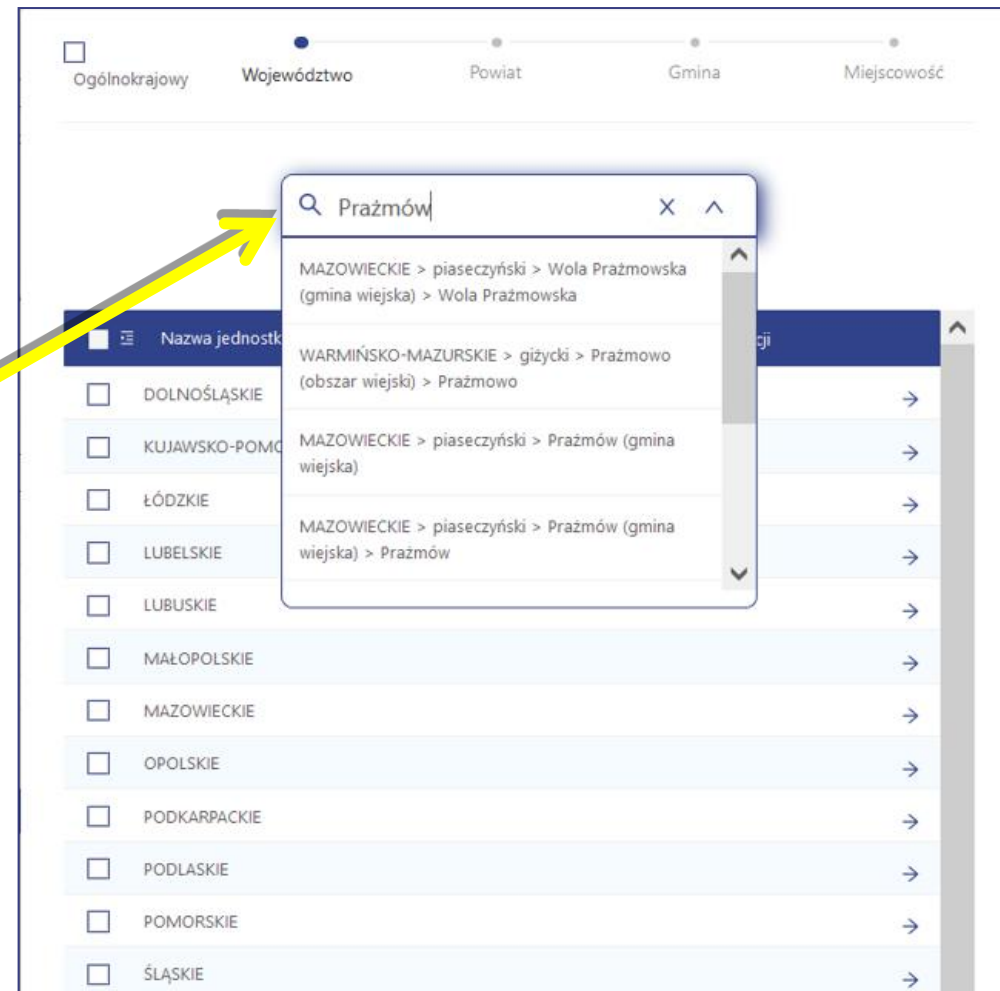 Ogólnokrajowy Województwo Powiat Gmina Miejscowość
Prażmów
MAZOWIECKIE > piaseczyński > Wola Prażmowska
(gmina wiejska) > Wola Prażmowska
WARMIŃSKO-MAZURSKIE > giżycki > Prażmowo
(obszar wiejski) > Prażmowo
MAZOWIECKIE > piaseczyński > Prażmów (gmina
wiejska)
MAZOWIECKIE > piaseczyński > Prażmów (gmina
wiejska) > Prażmów
Nazwa jednostk cji
DOLNOŚLĄSKIE
KUJAWSKO-POMO
ŁÓDZKIE
LUBELSKIE
LUBUSKIE
MAŁOPOLSKIE
MAZOWIECKIE
OPOLSKIE
PODKARPACKIE
PODLASKIE
POMORSKIE
ŚLĄSKIE